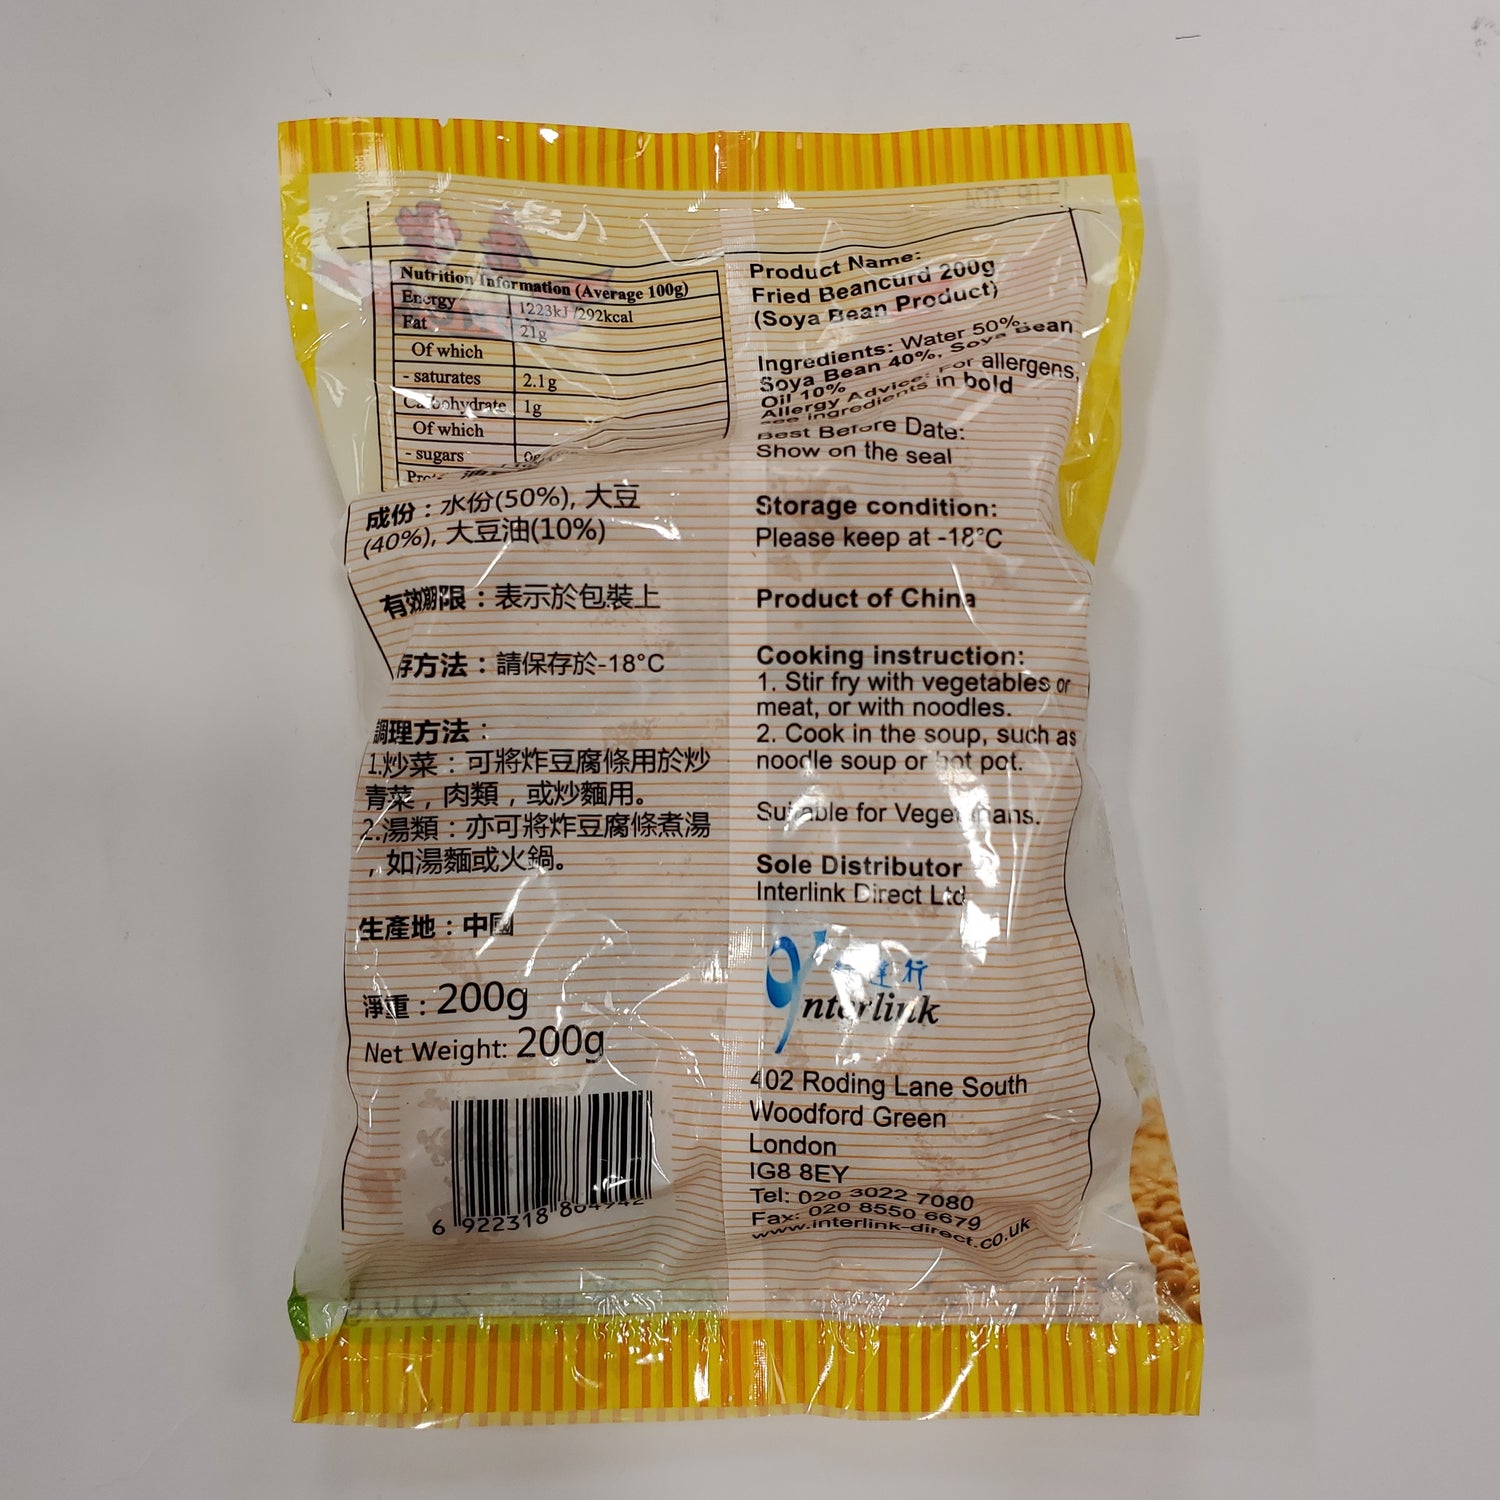 Nutrition Information (Average 100g)
Energy 1223kJ /292kcal
Fat 21g
Of which
- saturates 2.1g
Carbohydrate 1g
Of which
- sugars 0g
成份：水份(50%), 大豆
(40%), 大豆油(10%)
有效期限：表示於包裝上
存方法：請保存於-18°C
調理方法：
1.炒菜：可將炸豆腐條用於炒
青菜，肉類，或炒麵用。
2.湯類：亦可將炸豆腐條煮湯
，如湯麵或火鍋。
生產地：中國
淨重：200g
Net Weight: 200g
6 922318 864942
Product Name:
Fried Beancurd 200g
(Soya Bean Product)
Ingredients: Water 50%,
Soya Bean 40%, Soya Bean
Oil 10%
Allergy Advice: For allergens,
see ingredients in bold
Best Before Date:
Show on the seal
Storage condition:
Please keep at -18°C
Product of China
Cooking instruction:
1. Stir fry with vegetables or
meat, or with noodles.
2. Cook in the soup, such as
noodle soup or hot pot.
Suitable for Vegetarians.
Sole Distributor
Interlink Direct Ltd
達行
Interlink
402 Roding Lane South
Woodford Green
London
IG8 8EY
Tel: 020 3022 7080
Fax: 020 8550 6679
www.interlink-direct.co.uk